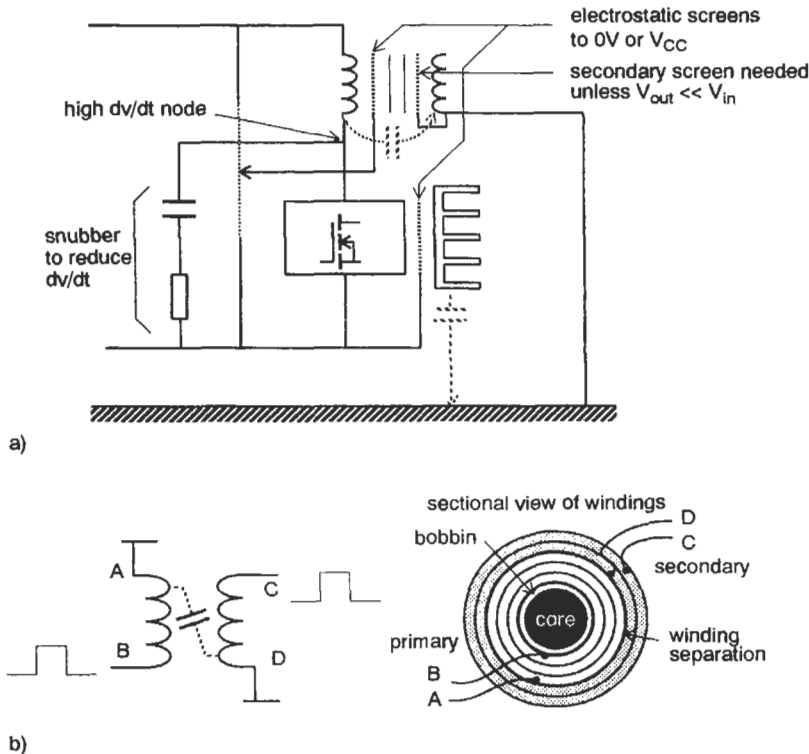 electrostatic screens
to 0V or VCC
secondary screen needed
unless Vout << Vin
high dv/dt node
snubber
to reduce
dv/dt
a)
sectional view of windings
D
bobbin
C
A
secondary
C
core
primary
winding
separation
B
D
B
A
b)